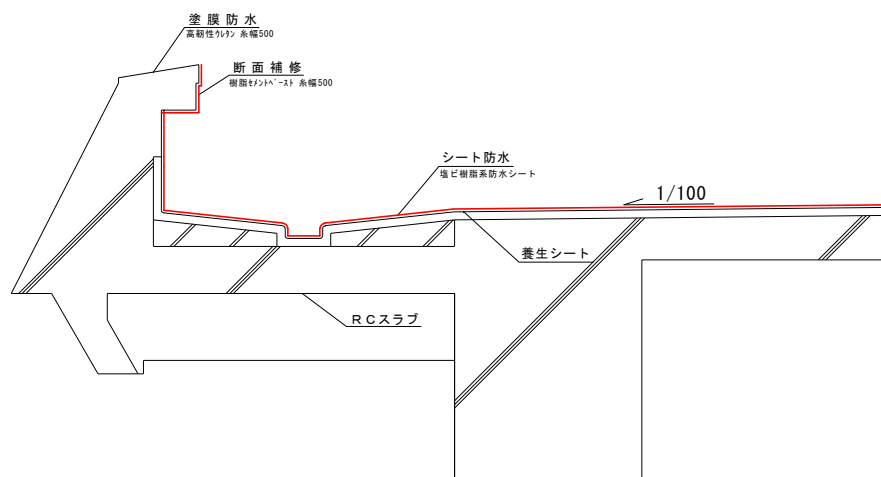 塗膜防水
高靭性ウレタン 糸幅500
断面補修
樹脂セメントペースト 糸幅500
シート防水
塩ビ樹脂系防水シート
1/100
養生シート
RCスラブ